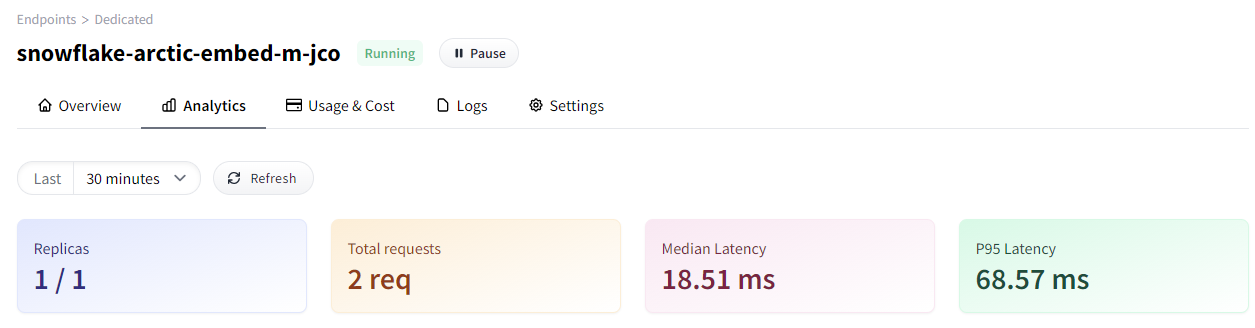 Endpoints > Dedicated
snowflake-arctic-embed-m-jco Running Pause
Overview Analytics Usage & Cost Logs Settings
Last 30 minutes Refresh
Replicas
1 / 1
Total requests
2 req
Median Latency
18.51 ms
P95 Latency
68.57 ms